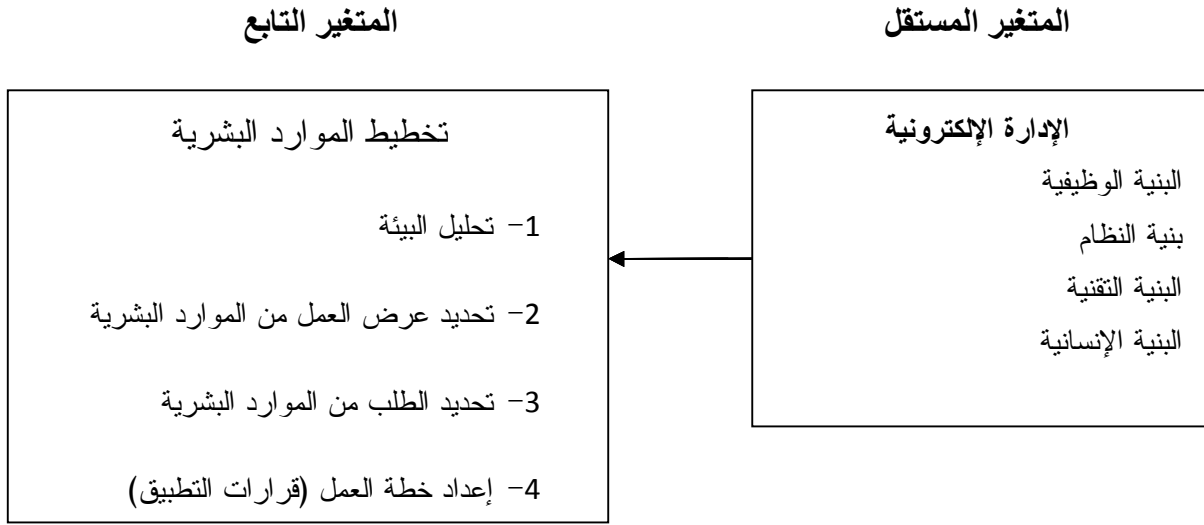 المتغير المستقل
المتغير التابع
الإدارة الإلكترونية
البنية الوظيفية
بنية النظام
البنية التقنية
البنية الإنسانية
تخطيط الموارد البشرية
1- تحليل البيئة
2- تحديد عرض العمل من الموارد البشرية
3- تحديد الطلب من الموارد البشرية
4- إعداد خطة العمل (قرارات التطبيق)